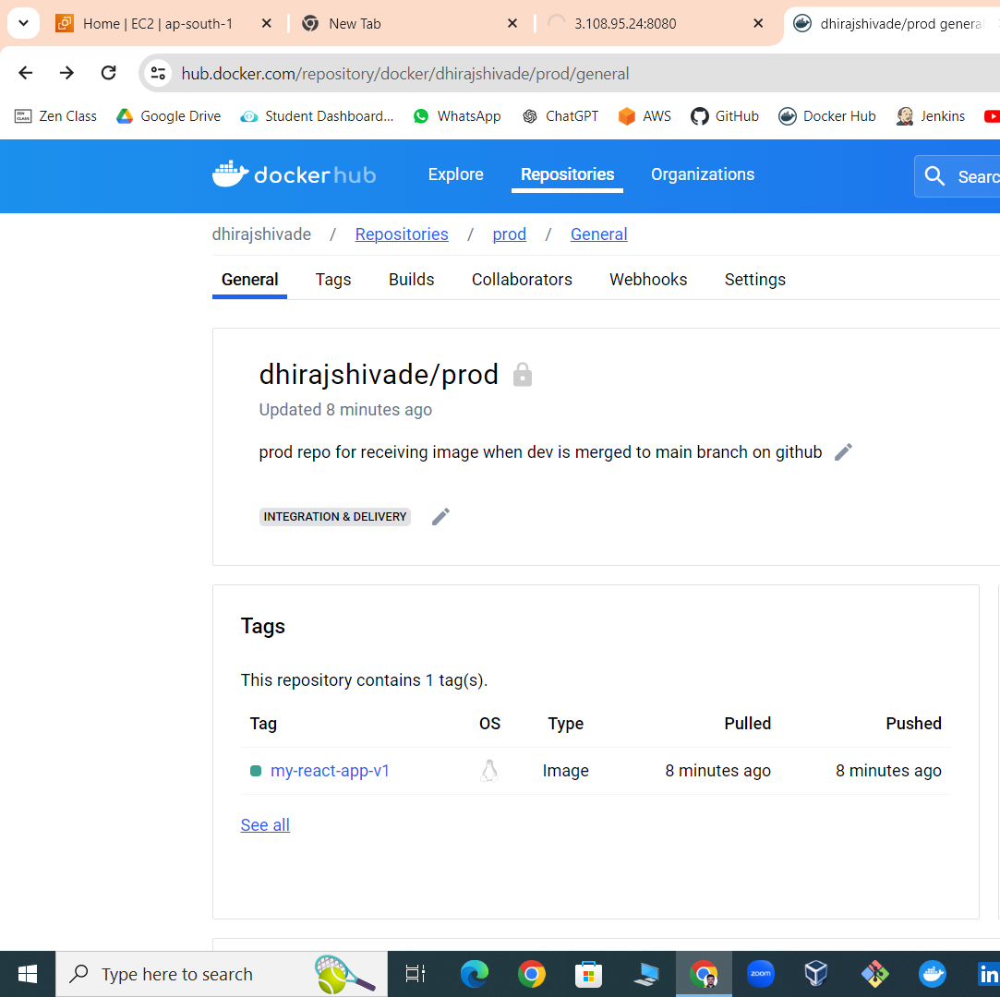 Home | EC2 | ap-south-1 New Tab 3.108.95.24:8080 dhirajshivade/prod general
hub.docker.com/repository/docker/dhirajshivade/prod/general
ZEN CLASS Zen Class Google Drive Student Dashboard... WhatsApp ChatGPT AWS GitHub Docker Hub Jenkins
dockerhub Explore Repositories Organizations Searc
dhirajshivade / Repositories / prod / General
General Tags Builds Collaborators Webhooks Settings
dhirajshivade/prod
Updated 8 minutes ago
prod repo for receiving image when dev is merged to main branch on github
INTEGRATION & DELIVERY
Tags
This repository contains 1 tag(s).
Tag OS Type Pulled Pushed
my-react-app-v1 Image 8 minutes ago 8 minutes ago
See all
Type here to search zoom in